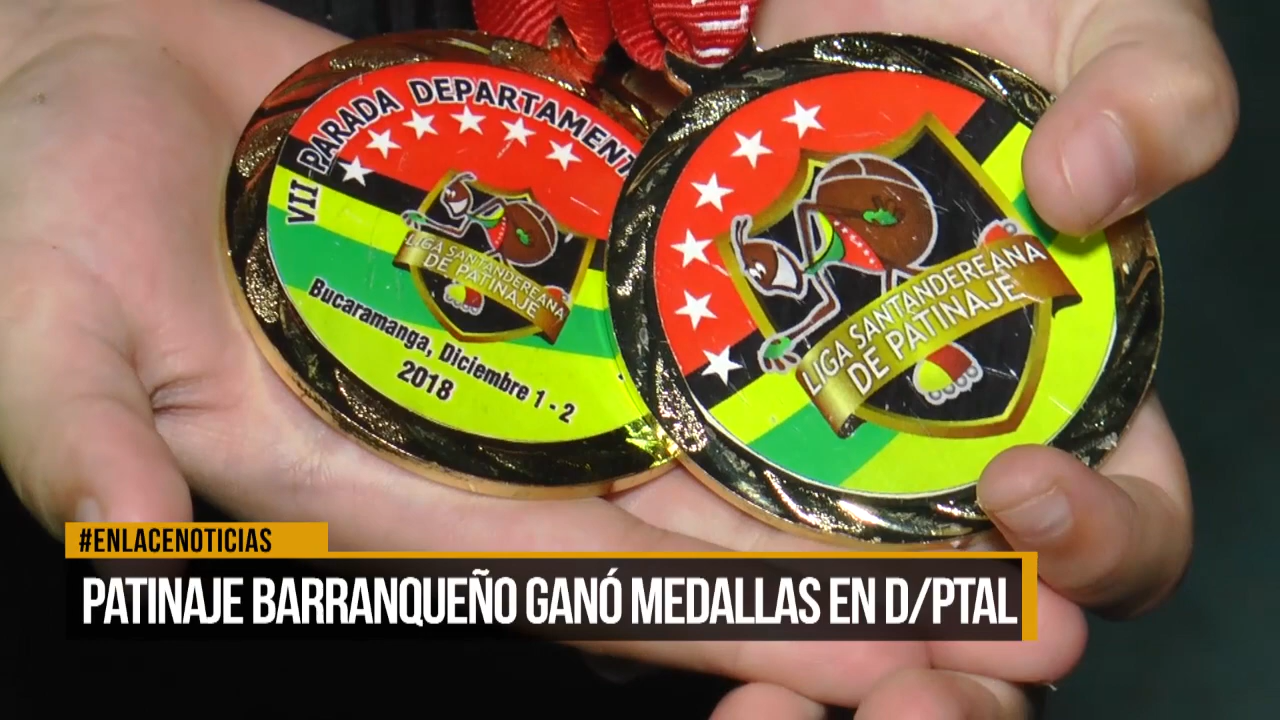 VII PARADA DEPARTAMENT
LIGA SANTANDEREANA
DE PATINAJE
Bucaramanga, Diciembre 1 - 2
2018
LIGA SANTANDEREANA
DE PATINAJE
#ENLACENOTICIAS
PATINAJE BARRANQUEÑO GANÓ MEDALLAS EN D/PTAL